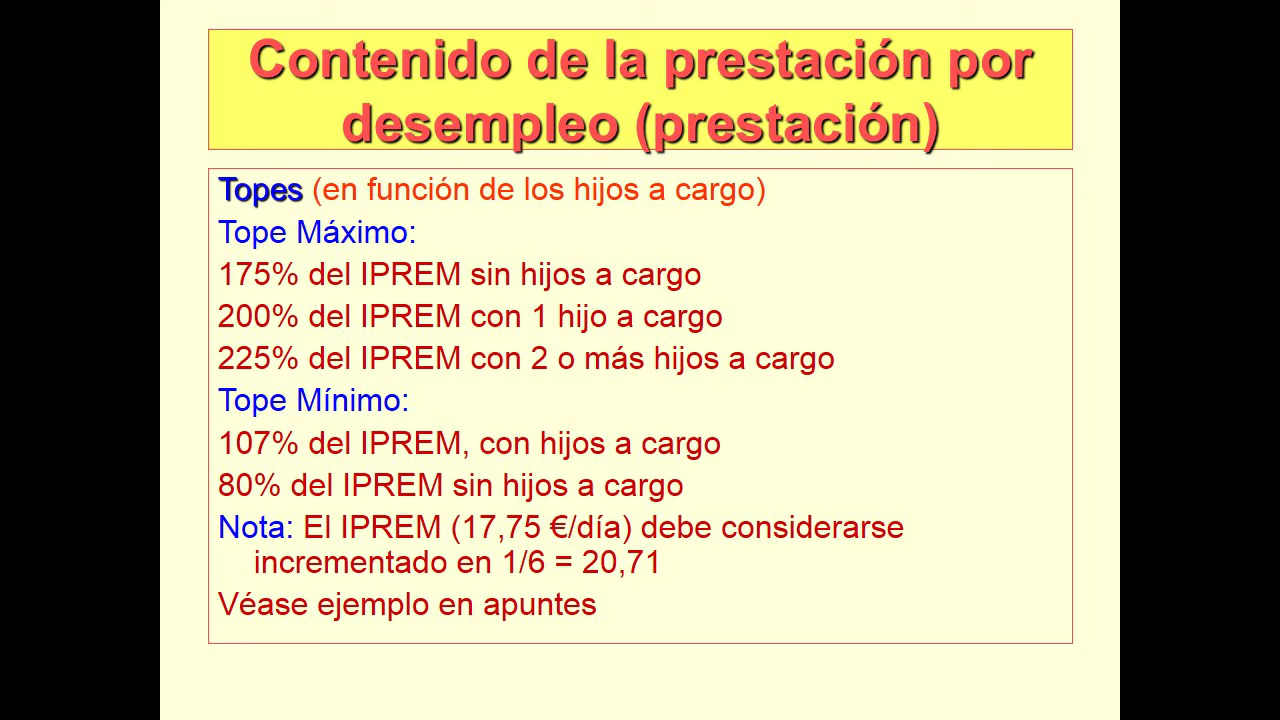 Contenido de la prestación por
desempleo (prestación)
Topes (en función de los hijos a cargo)
Tope Máximo:
175% del IPREM sin hijos a cargo
200% del IPREM con 1 hijo a cargo
225% del IPREM con 2 o más hijos a cargo
Tope Mínimo:
107% del IPREM, con hijos a cargo
80% del IPREM sin hijos a cargo
Nota: El IPREM (17,75 €/día) debe considerarse
incrementado en 1/6 = 20,71
Véase ejemplo en apuntes